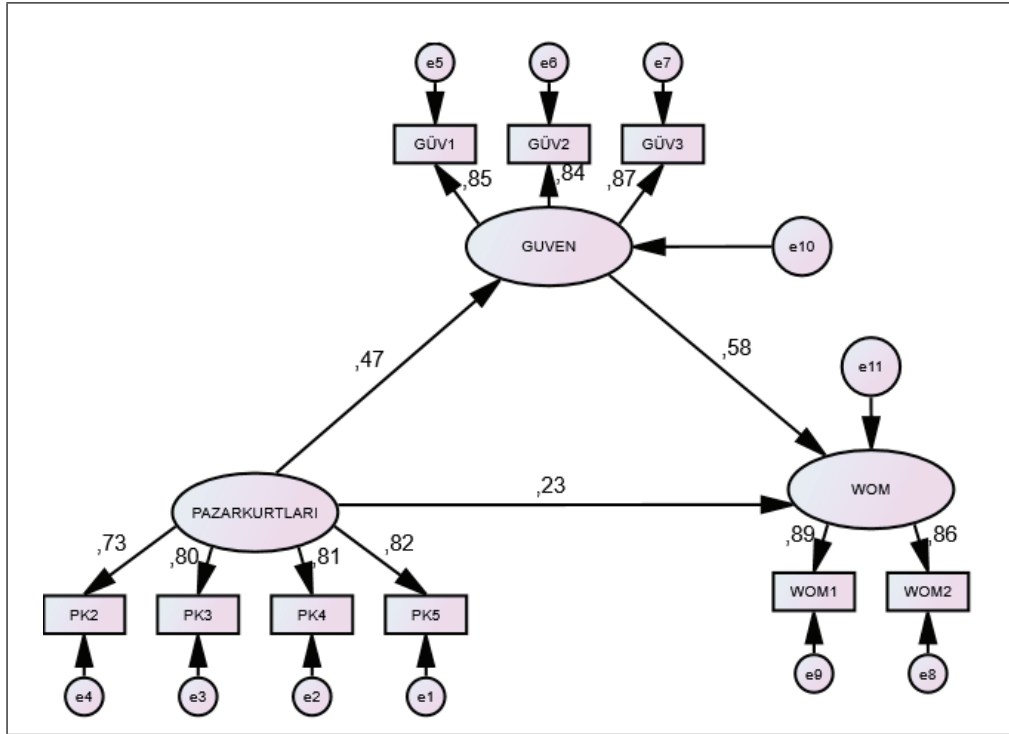 e5
e6
e7
GÜV1
GÜV2
GÜV3
,85
,84
,87
GUVEN
e10
,47
,58
e11
PAZARKURTLARI
,23
WOM
,73
,80
,81
,82
,89
,86
PK2
PK3
PK4
PK5
WOM1
WOM2
e4
e3
e2
e1
e9
e8